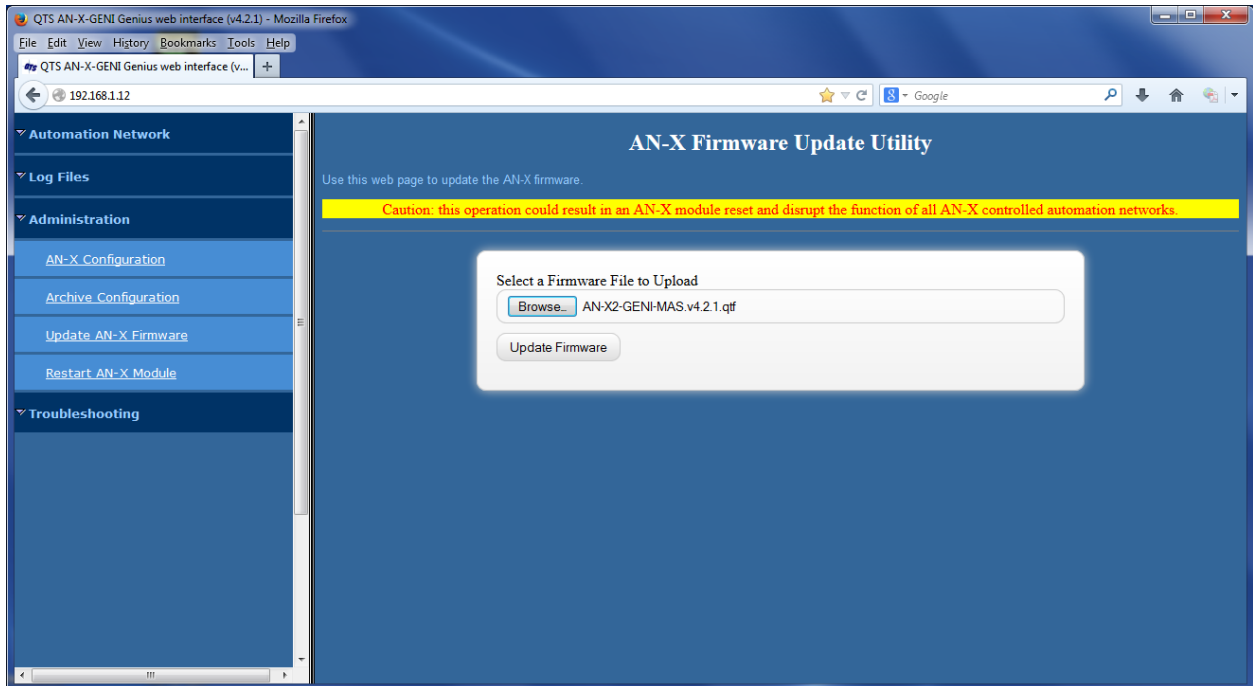 QTS AN-X-GENI Genius web interface (v4.2.1) - Mozilla Firefox
File Edit View History Bookmarks Tools Help
QTS AN-X-GENI Genius web interface (v... +
192.168.1.12
Google
Automation Network
Log Files
Administration
AN-X Configuration
Archive Configuration
Update AN-X Firmware
Restart AN-X Module
Troubleshooting
AN-X Firmware Update Utility
Use this web page to update the AN-X firmware.
Caution: this operation could result in an AN-X module reset and disrupt the function of all AN-X controlled automation networks.
Select a Firmware File to Upload
Browse... AN-X2-GENI-MAS.v4.2.1.qtf
Update Firmware